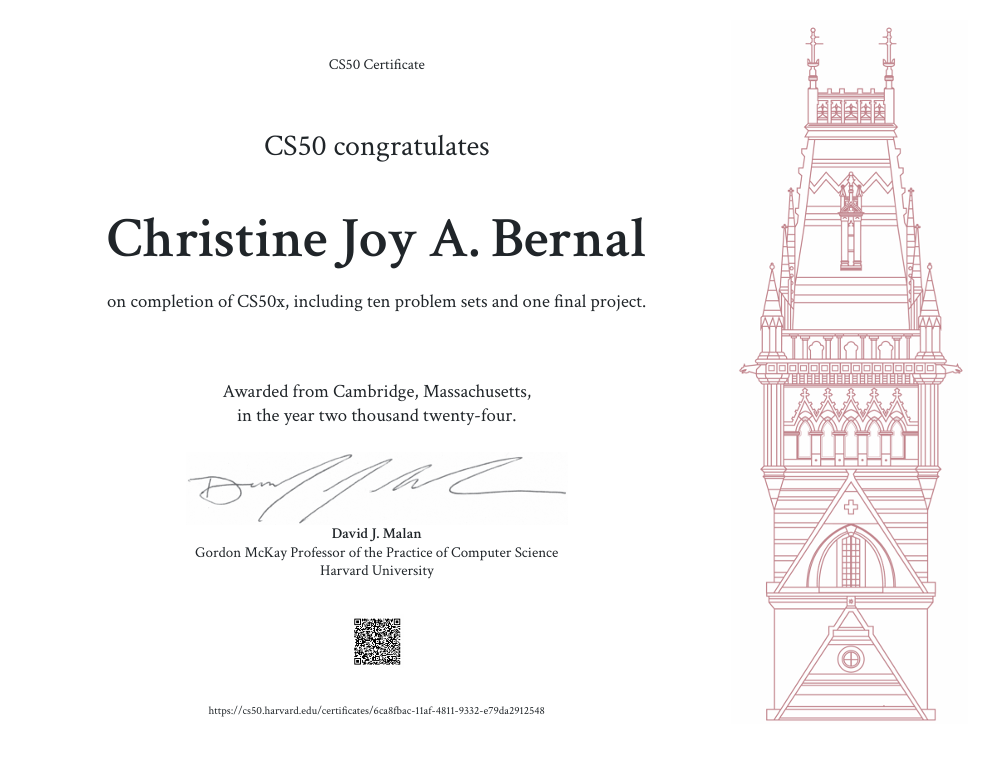 CS50 Certificate
CS50 congratulates
Christine Joy A. Bernal
on completion of CS50x, including ten problem sets and one final project.
Awarded from Cambridge, Massachusetts,
in the year two thousand twenty-four.
David J. Malan
Gordon McKay Professor of the Practice of Computer Science
Harvard University
https://cs50.harvard.edu/certificates/6ca8fbac-11af-4811-9332-e79da2912548